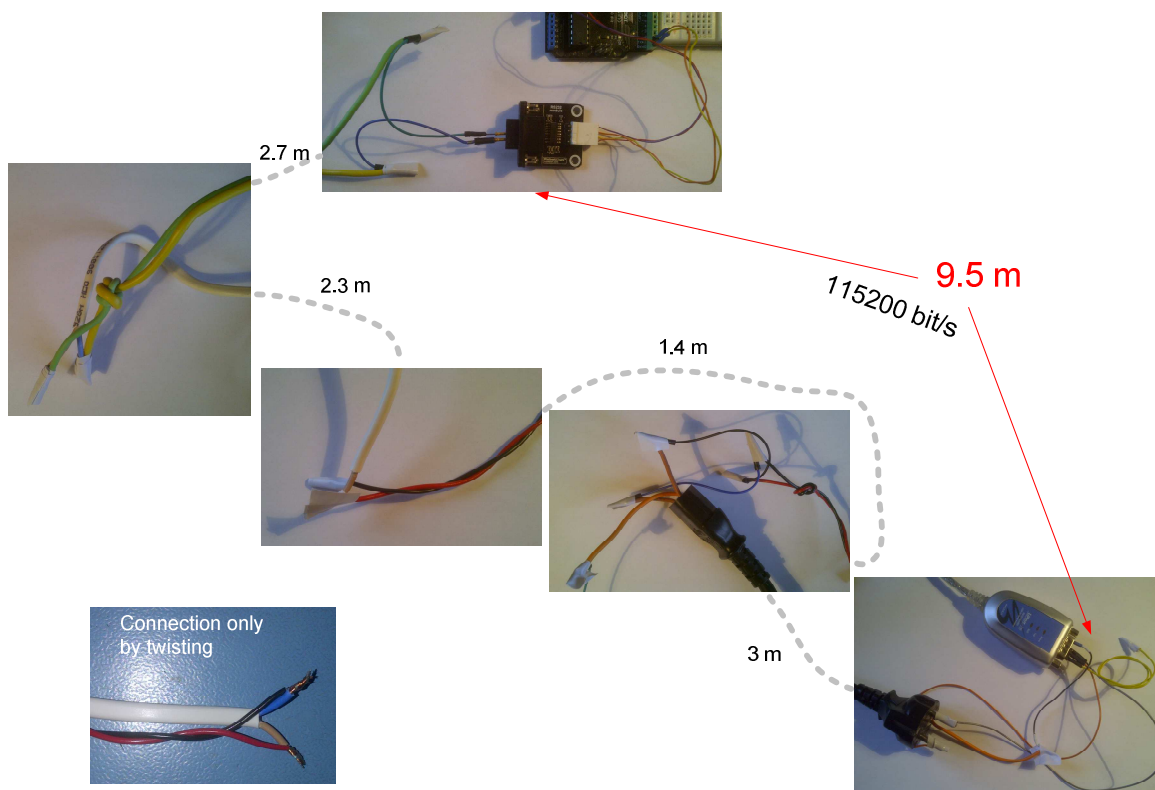 2.7 m
9.5 m
115200 bit/s
2.3 m
1.4 m
3 m
Connection only
by twisting